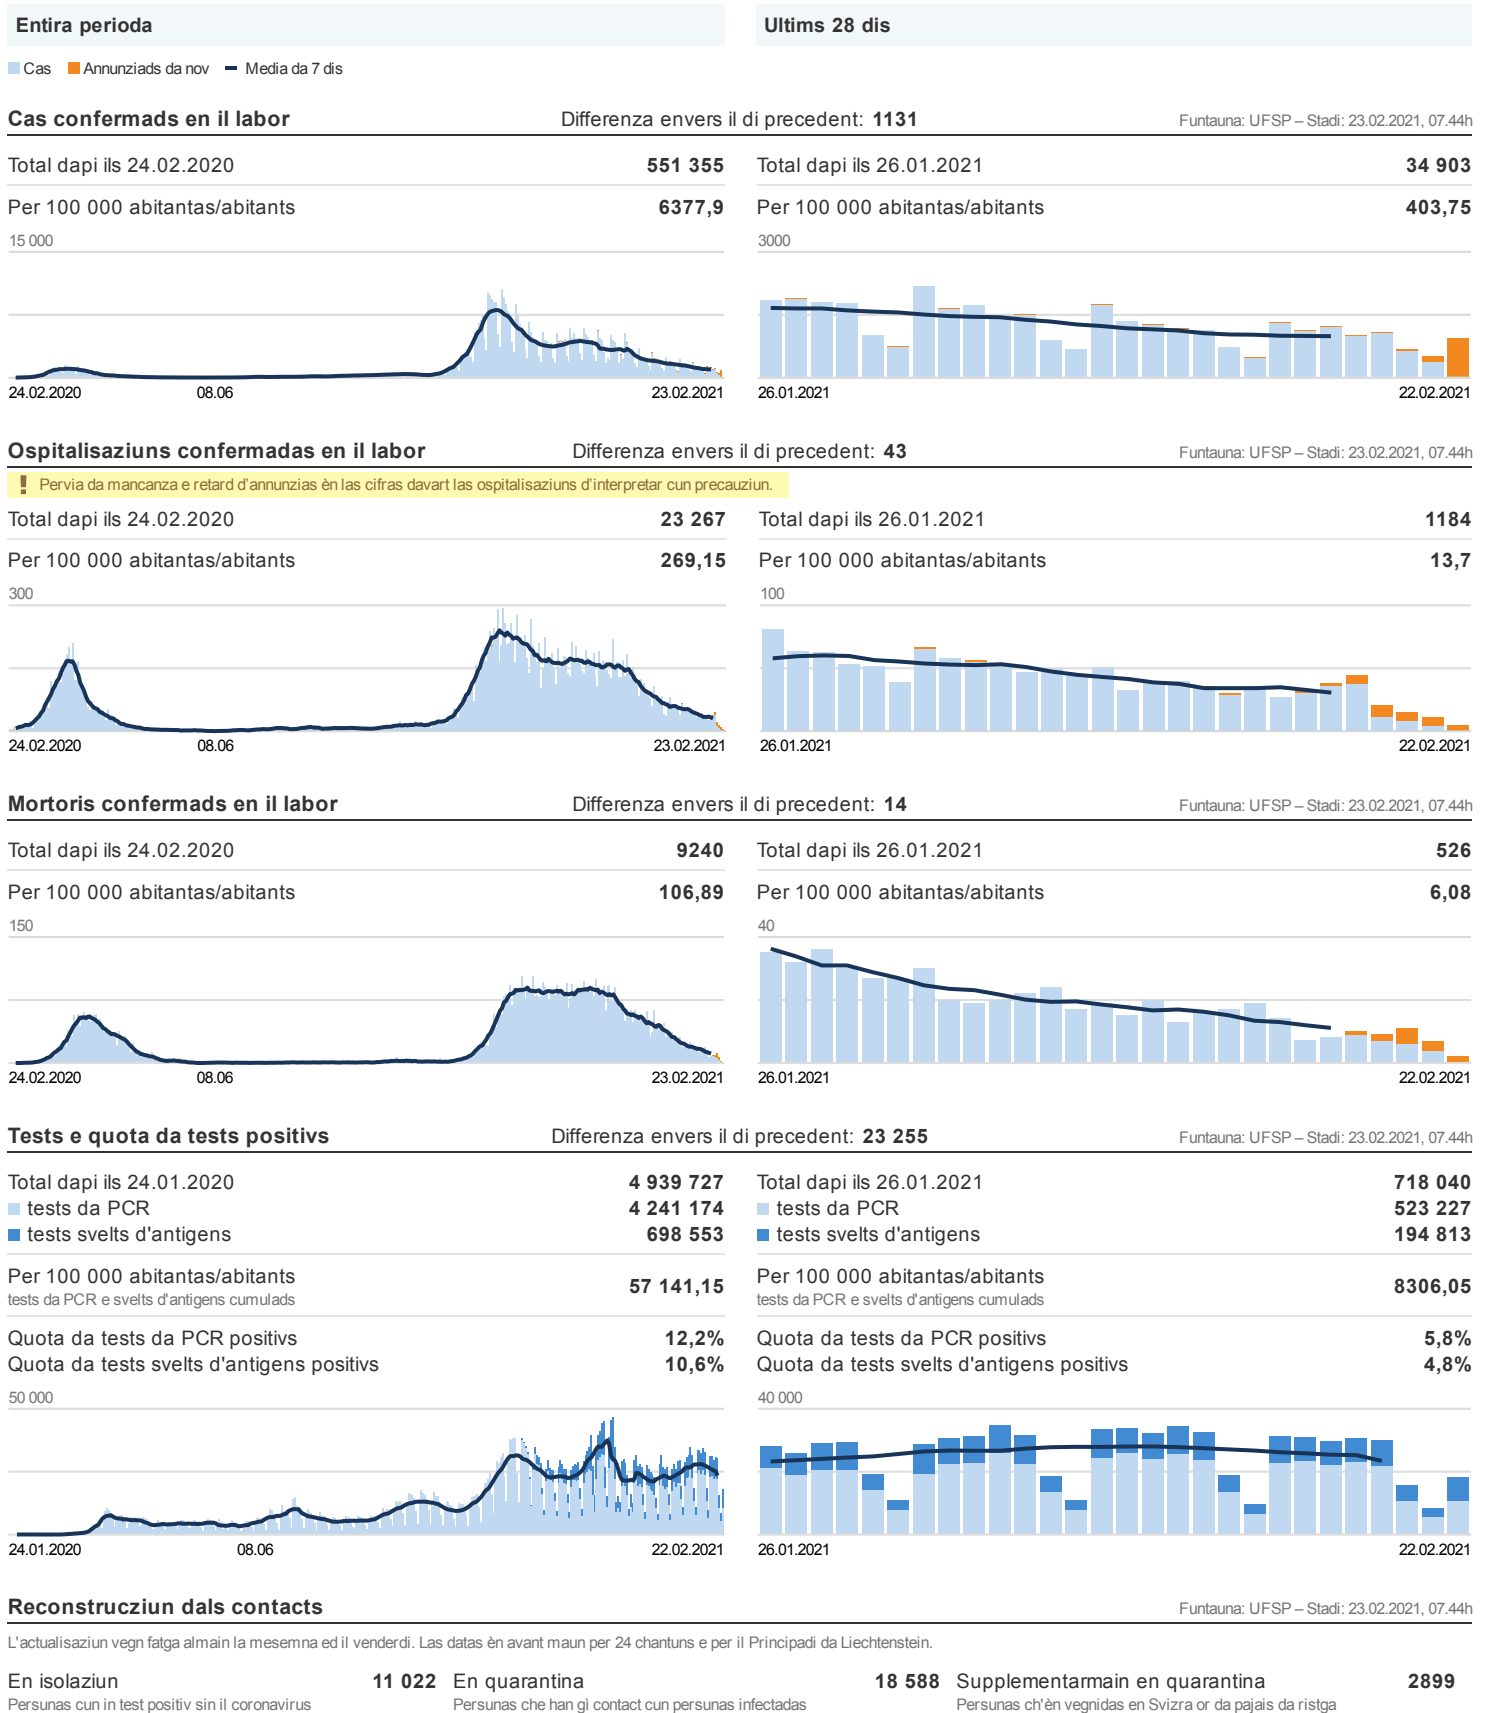 Entira perioda
Ultims 28 dis
Cas Annunziads da nov Media da 7 dis
Cas confermads en il labor Differenza envers il di precedent: 1131 Funtauna: UFSP – Stadi: 23.02.2021, 07.44h
Total dapi ils 24.02.2020 551 355
Total dapi ils 26.01.2021 34 903
Per 100 000 abitantas/abitants 6377,9
Per 100 000 abitantas/abitants 403,75
15 000
3000
24.02.2020 08.06 23.02.2021
26.01.2021 22.02.2021
Ospitalisaziuns confermadas en il labor Differenza envers il di precedent: 43 Funtauna: UFSP – Stadi: 23.02.2021, 07.44h
! Pervia da mancanza e retard d'annunzias èn las cifras davart las ospitalisaziuns d'interpretar cun precauziun.
Total dapi ils 24.02.2020 23 267
Total dapi ils 26.01.2021 1184
Per 100 000 abitantas/abitants 269,15
Per 100 000 abitantas/abitants 13,7
300
100
24.02.2020 08.06 23.02.2021
26.01.2021 22.02.2021
Mortoris confermads en il labor Differenza envers il di precedent: 14 Funtauna: UFSP – Stadi: 23.02.2021, 07.44h
Total dapi ils 24.02.2020 9240
Total dapi ils 26.01.2021 526
Per 100 000 abitantas/abitants 106,89
Per 100 000 abitantas/abitants 6,08
150
40
24.02.2020 08.06 23.02.2021
26.01.2021 22.02.2021
Tests e quota da tests positivs Differenza envers il di precedent: 23 255 Funtauna: UFSP – Stadi: 23.02.2021, 07.44h
Total dapi ils 24.01.2020 4 939 727
tests da PCR 4 241 174
tests svelts d'antigens 698 553
Total dapi ils 26.01.2021 718 040
tests da PCR 523 227
tests svelts d'antigens 194 813
Per 100 000 abitantas/abitants 57 141,15
tests da PCR e svelts d'antigens cumulads
Per 100 000 abitantas/abitants 8306,05
tests da PCR e svelts d'antigens cumulads
Quota da tests da PCR positivs 12,2%
Quota da tests svelts d'antigens positivs 10,6%
Quota da tests da PCR positivs 5,8%
Quota da tests svelts d'antigens positivs 4,8%
50 000
40 000
24.01.2020 08.06 22.02.2021
26.01.2021 22.02.2021
Reconstrucziun dals contacts Funtauna: UFSP – Stadi: 23.02.2021, 07.44h
L'actualisaziun vegn fatga almain la mesemna ed il venderdi. Las datas èn avant maun per 24 chantuns e per il Principadi da Liechtenstein.
En isolaziun 11 022
Persunas cun in test positiv sin il coronavirus
En quarantina 18 588
Persunas che han gì contact cun persunas infectadas
Supplementarmain en quarantina 2899
Persunas ch'èn vegnidas en Svizra or da pajais da ristga